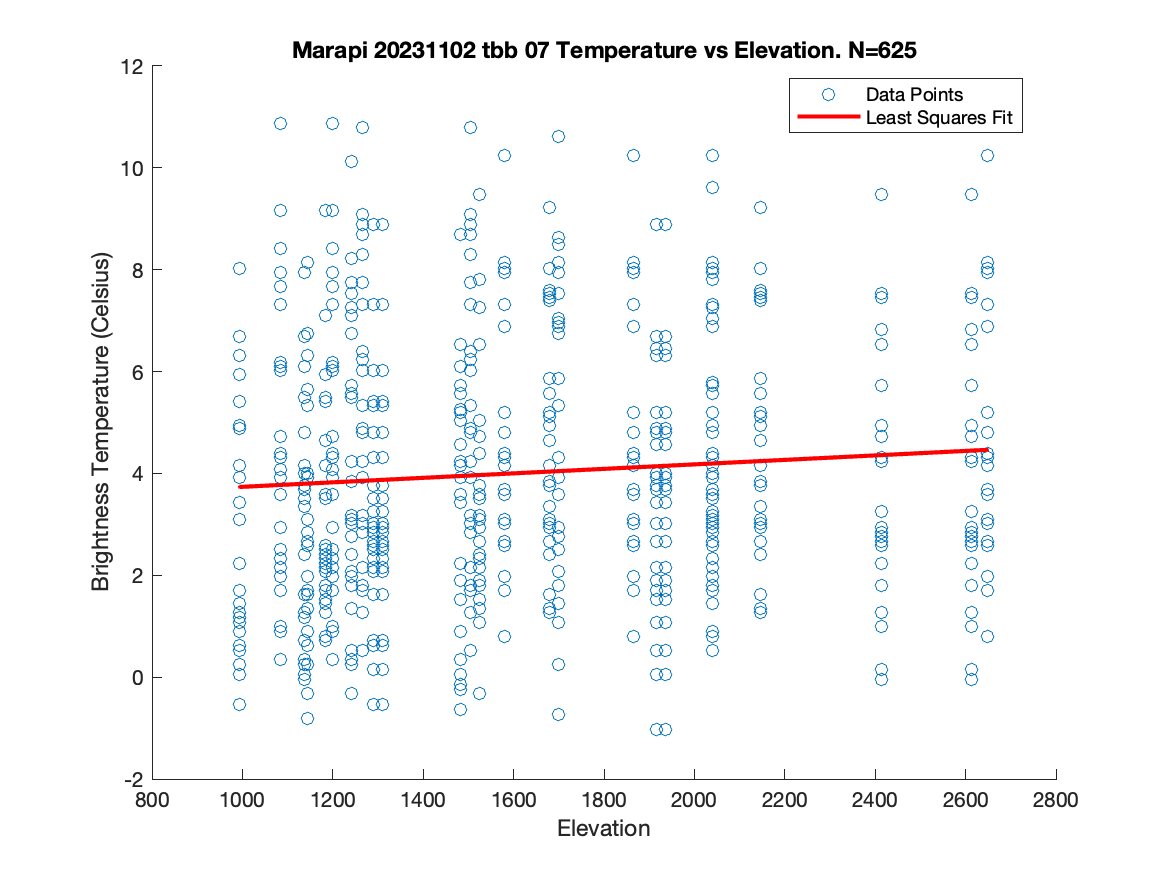 Marapi 20231102 tbb 07 Temperature vs Elevation. N=625
Data Points
Least Squares Fit
Brightness Temperature (Celsius)
12
10
8
6
4
2
0
-2
800 1000 1200 1400 1600 1800 2000 2200 2400 2600 2800
Elevation